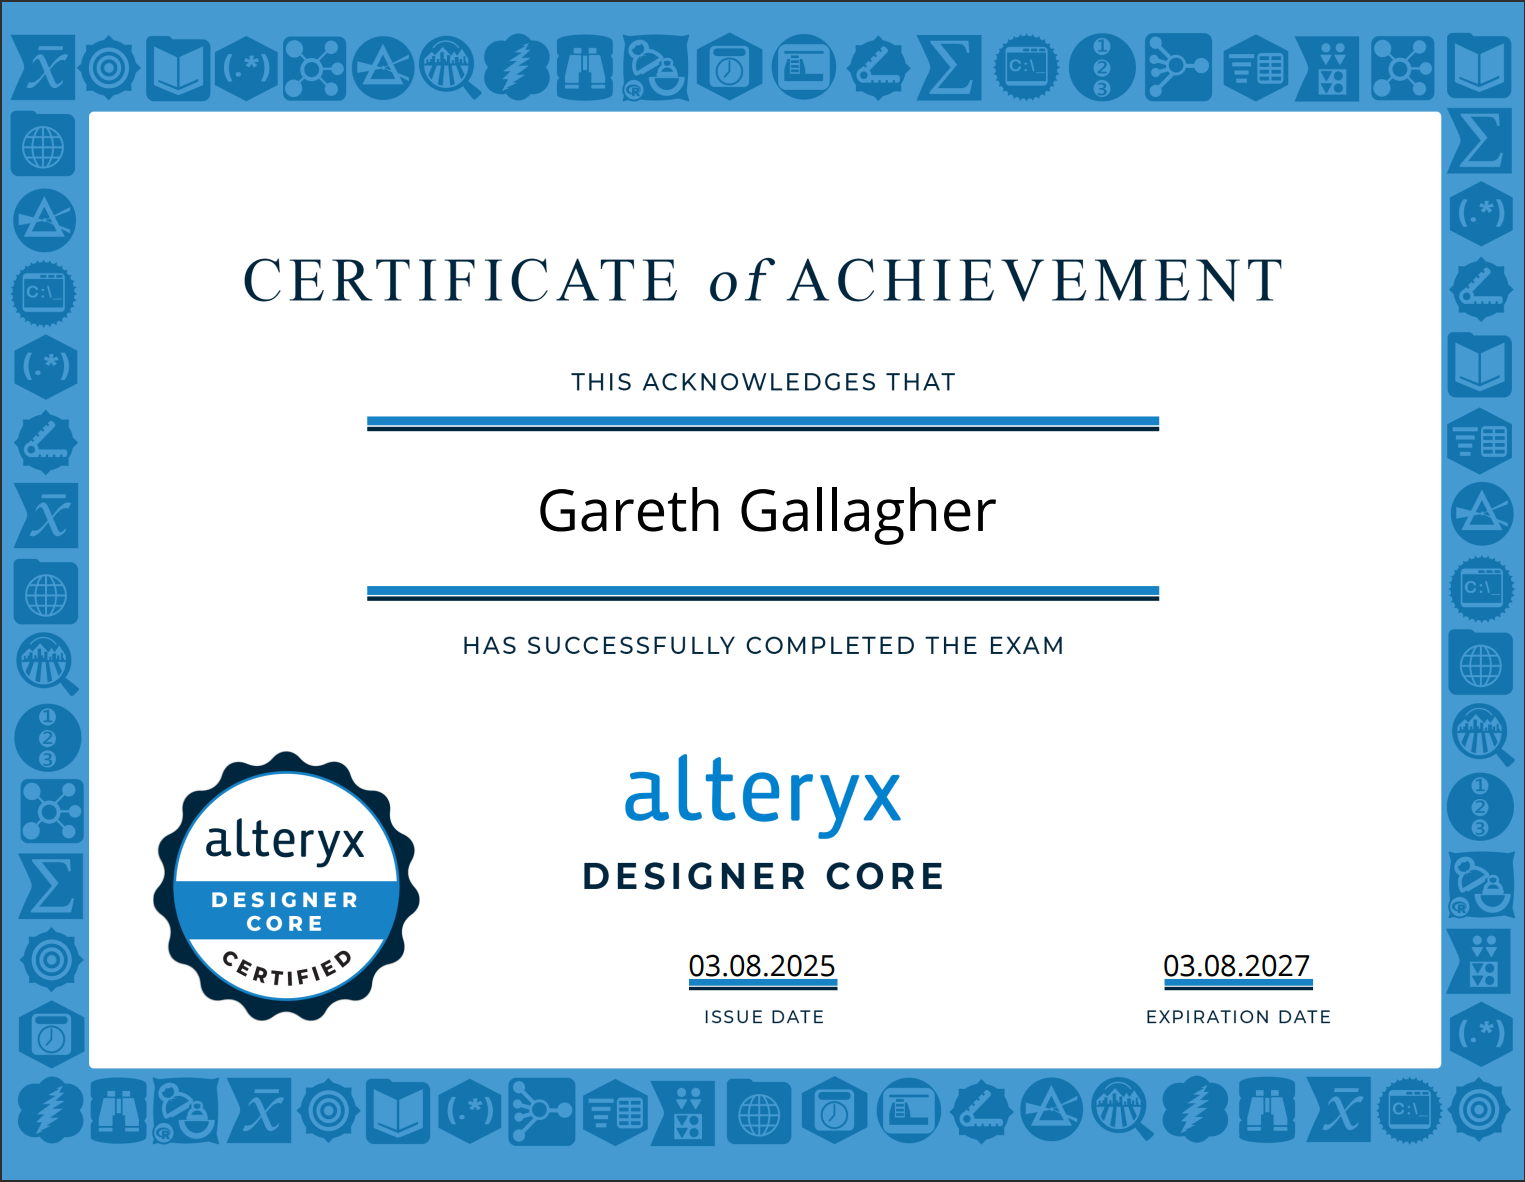 CERTIFICATE of ACHIEVEMENT
THIS ACKNOWLEDGES THAT
Gareth Gallagher
HAS SUCCESSFULLY COMPLETED THE EXAM
alteryx
DESIGNER CORE
alteryx
DESIGNER
CORE
CERTIFIED
03.08.2025
ISSUE DATE
03.08.2027
EXPIRATION DATE